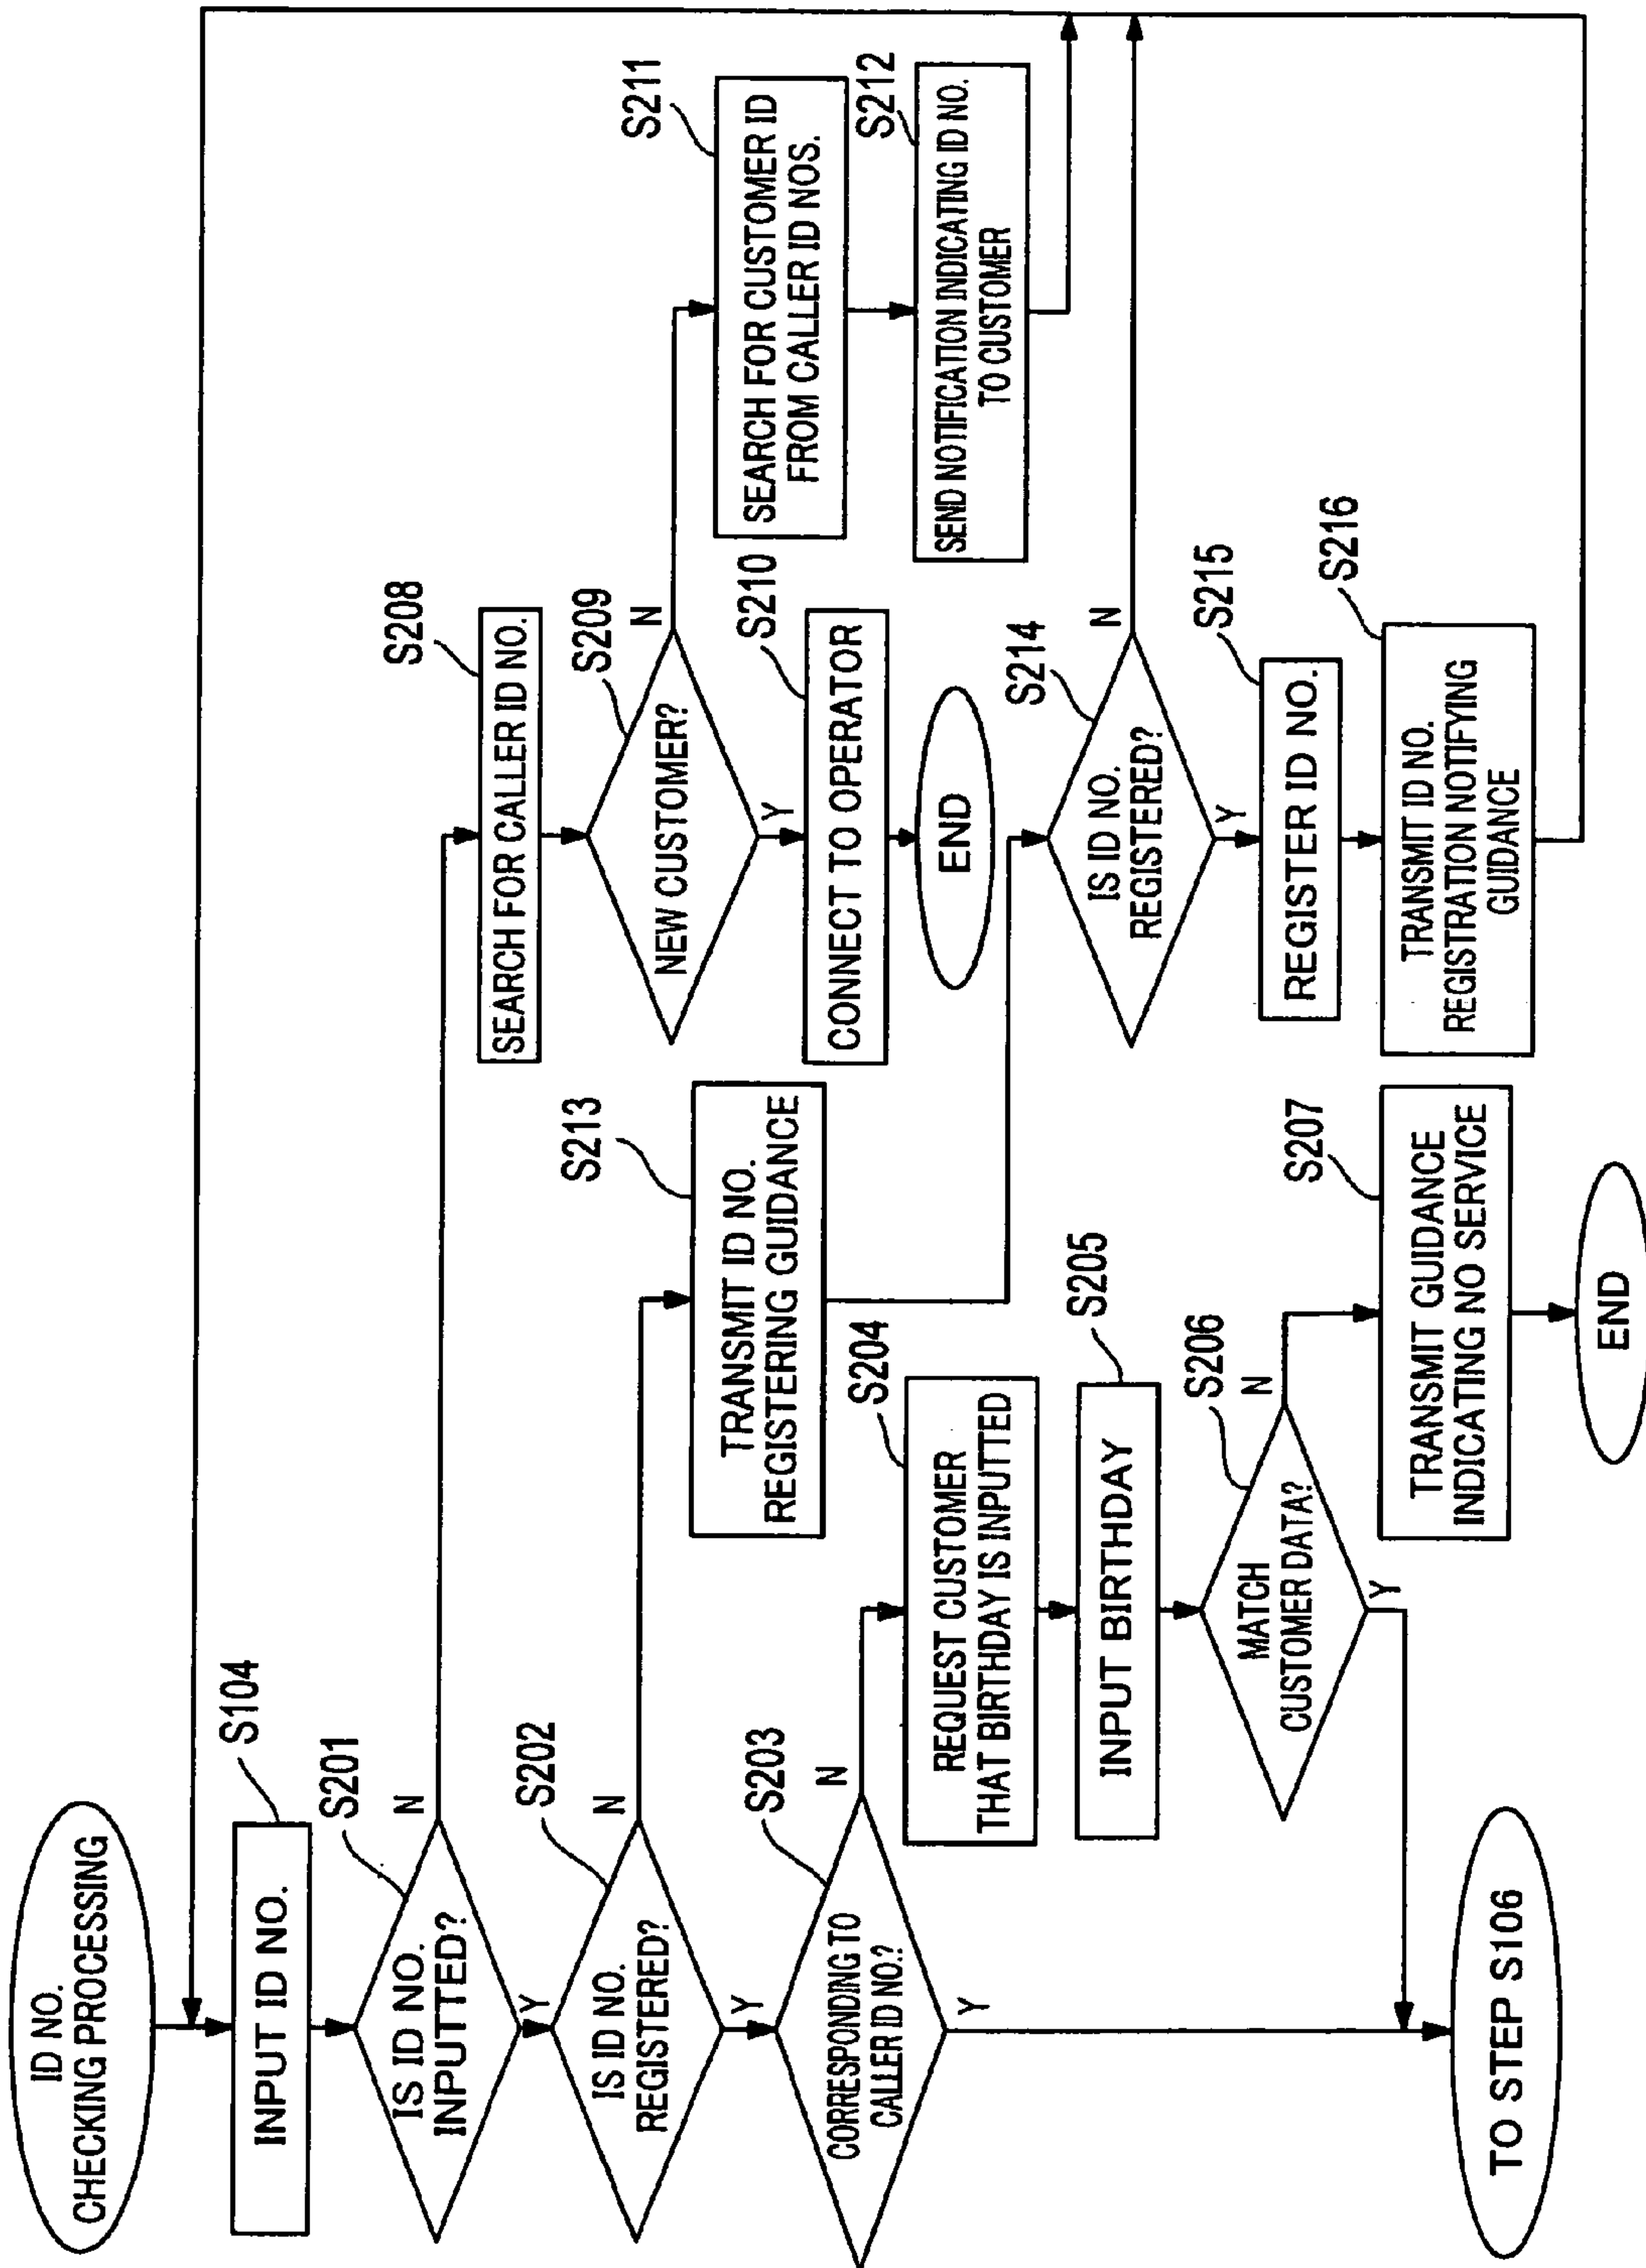 ID NO.
CHECKING PROCESSING
S104
INPUT ID NO.
S201
IS ID NO.
INPUTTED?
N
Y
S202
IS ID NO.
REGISTERED?
N
Y
S203
CORRESPONDING TO
CALLER ID NO.?
N
Y
TO STEP S106
S204
REQUEST CUSTOMER
THAT BIRTHDAY IS INPUTTED
S205
INPUT BIRTHDAY
S206
MATCH
CUSTOMER DATA?
N
Y
S207
TRANSMIT GUIDANCE
INDICATING NO SERVICE
END
S208
SEARCH FOR CALLER ID NO.
S209
NEW CUSTOMER?
N
Y
S210
CONNECT TO OPERATOR
END
S211
SEARCH FOR CUSTOMER ID
FROM CALLER ID NOS.
S212
SEND NOTIFICATION INDICATING ID NO.
TO CUSTOMER
S213
TRANSMIT ID NO.
REGISTERING GUIDANCE
S214
IS ID NO.
REGISTERED?
N
Y
S215
REGISTER ID NO.
S216
TRANSMIT ID NO.
REGISTRATION NOTIFYING
GUIDANCE